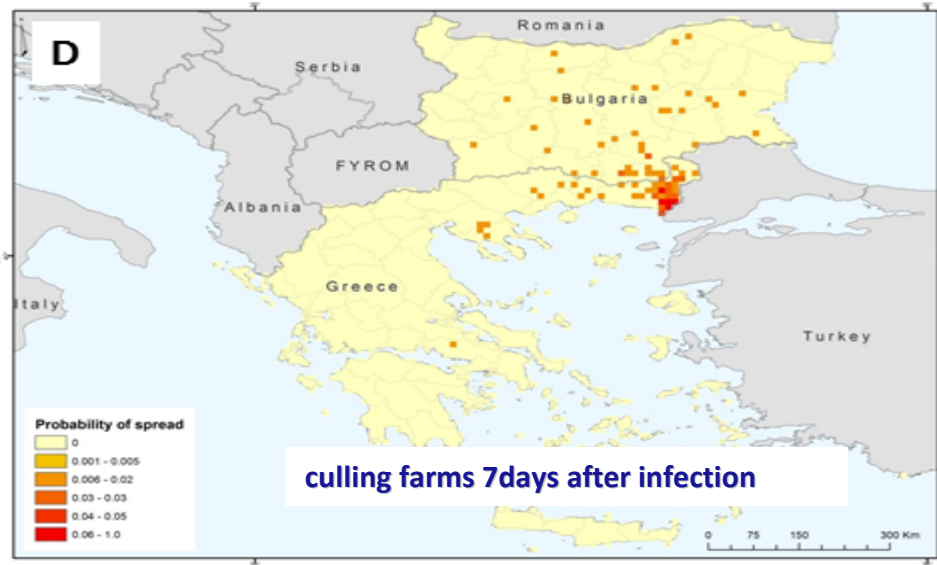 D
Romania
Serbia
Bulgaria
FYROM
Albania
Greece
Italy
Turkey
Probability of spread
0
0.001 - 0.005
0.006 - 0.02
0.03 - 0.03
0.04 - 0.05
0.06 - 1.0
culling farms 7days after infection
0 75 150 300 Km